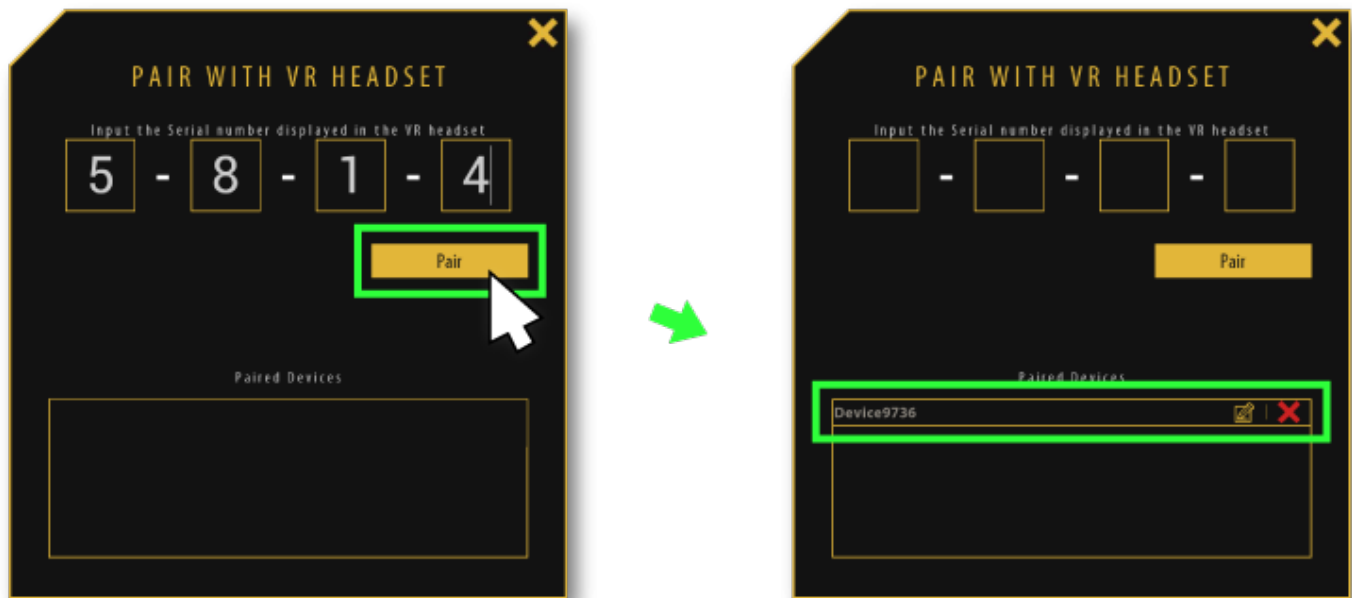 PAIR WITH VR HEADSET
Input the Serial number displayed in the VR headset
5 - 8 - 1 - 4
Pair
Paired Devices
PAIR WITH VR HEADSET
Input the Serial number displayed in the VR headset
- - -
Pair
Paired Devices
Device9736